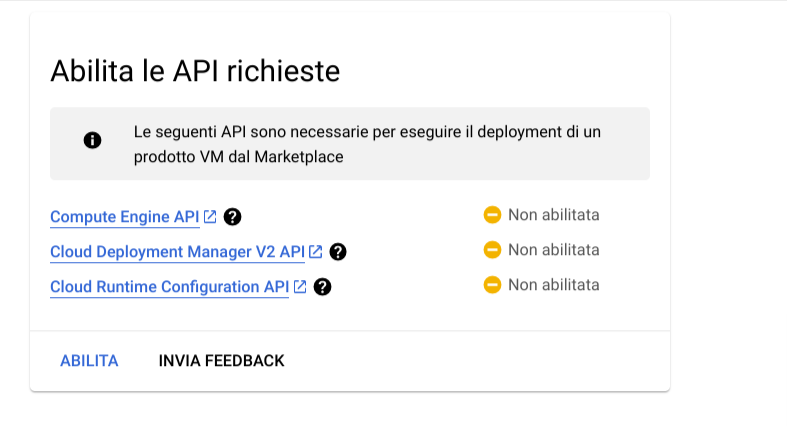 Abilita le API richieste
Le seguenti API sono necessarie per eseguire il deployment di un
prodotto VM dal Marketplace
Compute Engine API Non abilitata
Cloud Deployment Manager V2 API Non abilitata
Cloud Runtime Configuration API Non abilitata
ABILITA INVIA FEEDBACK